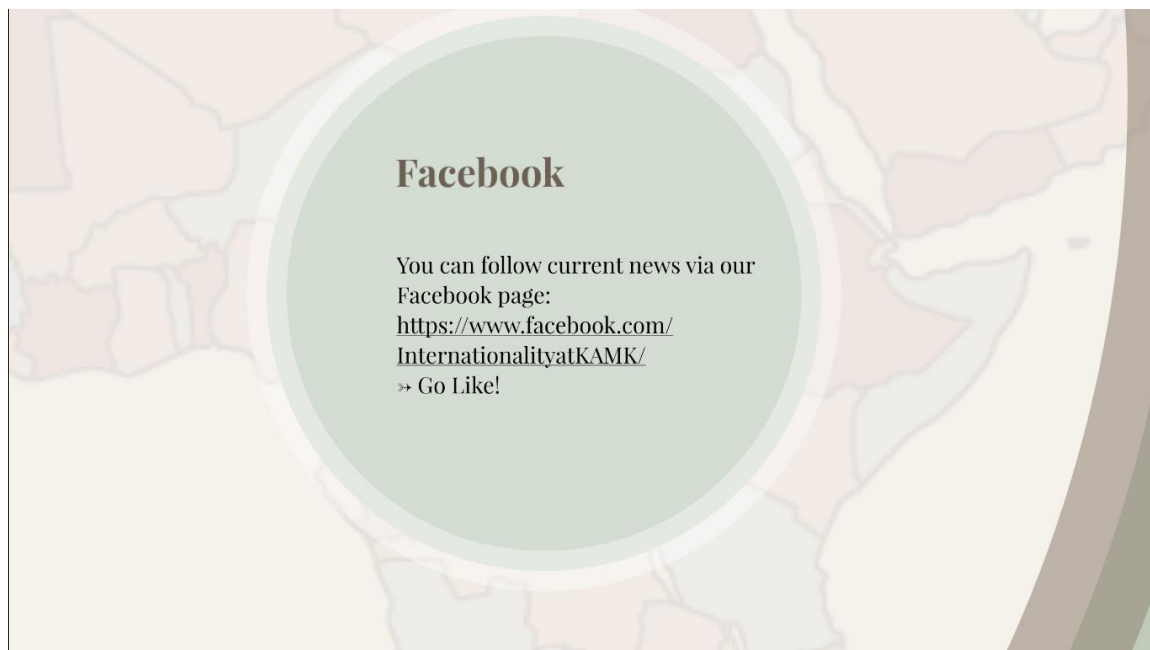 Facebook
You can follow current news via our
Facebook page:
https://www.facebook.com/
InternationalityatKAMK/
⤖ Go Like!